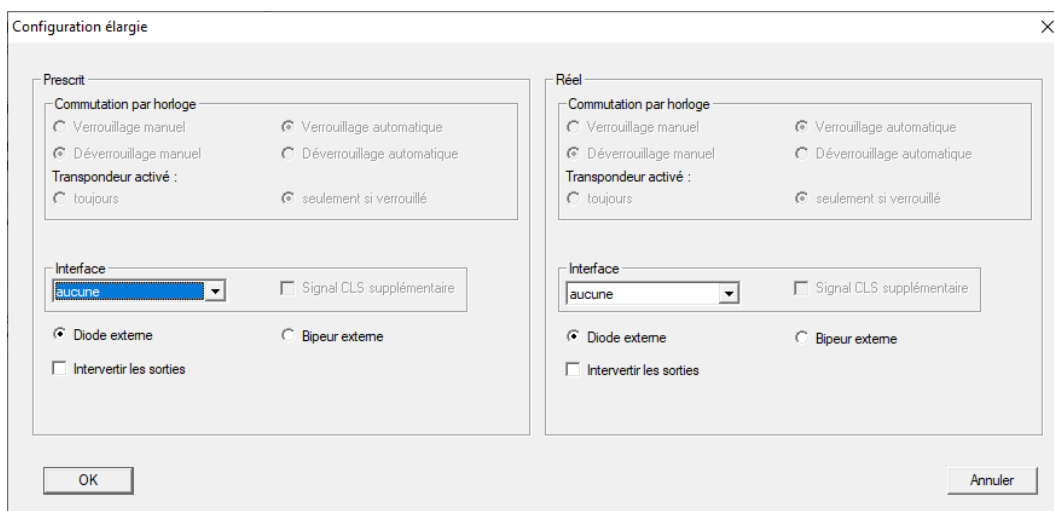 Configuration élargie
Prescrit
Commutation par horloge
Verrouillage manuel
Verrouillage automatique
Déverrouillage manuel
Déverrouillage automatique
Transpondeur activé :
toujours
seulement si verrouillé
Interface
aucune
Signal CLS supplémentaire
Diode externe
Bipeur externe
Intervertir les sorties
Réel
Commutation par horloge
Verrouillage manuel
Verrouillage automatique
Déverrouillage manuel
Déverrouillage automatique
Transpondeur activé :
toujours
seulement si verrouillé
Interface
aucune
Signal CLS supplémentaire
Diode externe
Bipeur externe
Intervertir les sorties
OK
Annuler